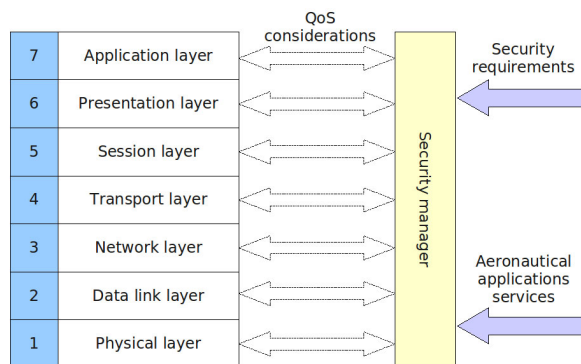 QoS
considerations
7 Application layer
6 Presentation layer
5 Session layer
4 Transport layer
3 Network layer
2 Data link layer
1 Physical layer
Security manager
Security
requirements
Aeronautical
applications
services